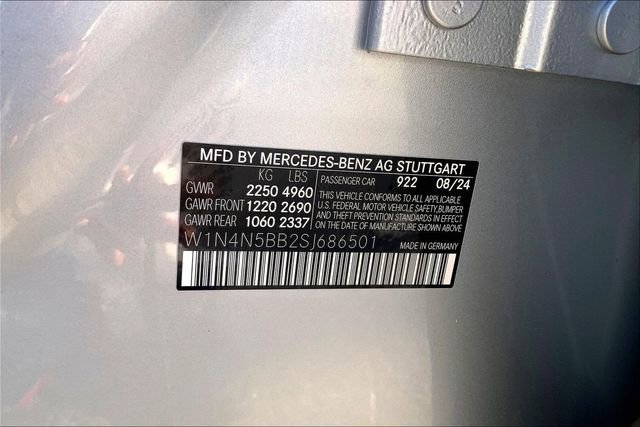 MFD BY MERCEDES-BENZ AG STUTTGART
KG LBS
GVWR 2250 4960
GAWR FRONT 1220 2690
GAWR REAR 1060 2337
PASSENGER CAR 922 08/24
THIS VEHICLE CONFORMS TO ALL APPLICABLE
U.S. FEDERAL MOTOR VEHICLE SAFETY, BUMPER
AND THEFT PREVENTION STANDARDS IN EFFECT
ON THE DATE OF MANUFACTURE SHOWN ABOVE
W1N4N5BB2SJ686501
MADE IN GERMANY